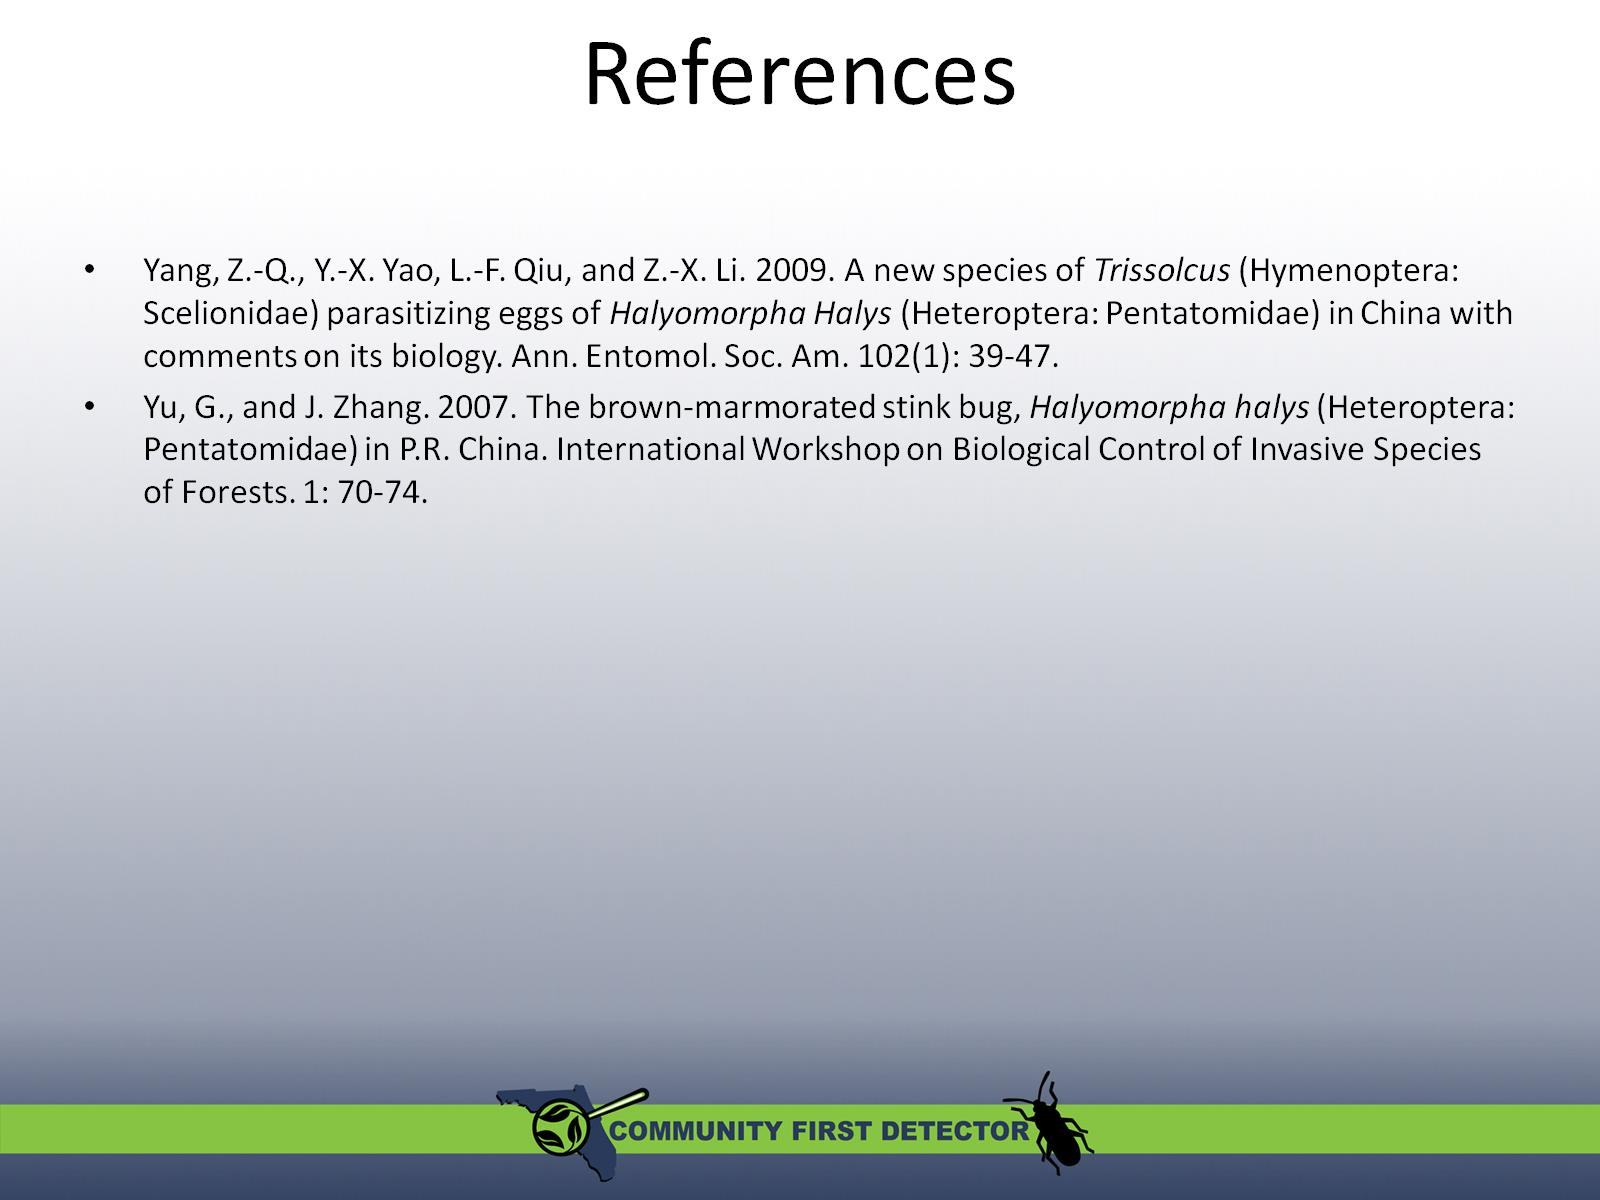 References
• Yang, Z.-Q., Y.-X. Yao, L.-F. Qiu, and Z.-X. Li. 2009. A new species of Trissolcus (Hymenoptera:
Scelionidae) parasitizing eggs of Halyomorpha Halys (Heteroptera: Pentatomidae) in China with
comments on its biology. Ann. Entomol. Soc. Am. 102(1): 39-47.
• Yu, G., and J. Zhang. 2007. The brown-marmorated stink bug, Halyomorpha halys (Heteroptera:
Pentatomidae) in P.R. China. International Workshop on Biological Control of Invasive Species
of Forests. 1: 70-74.
COMMUNITY FIRST DETECTOR